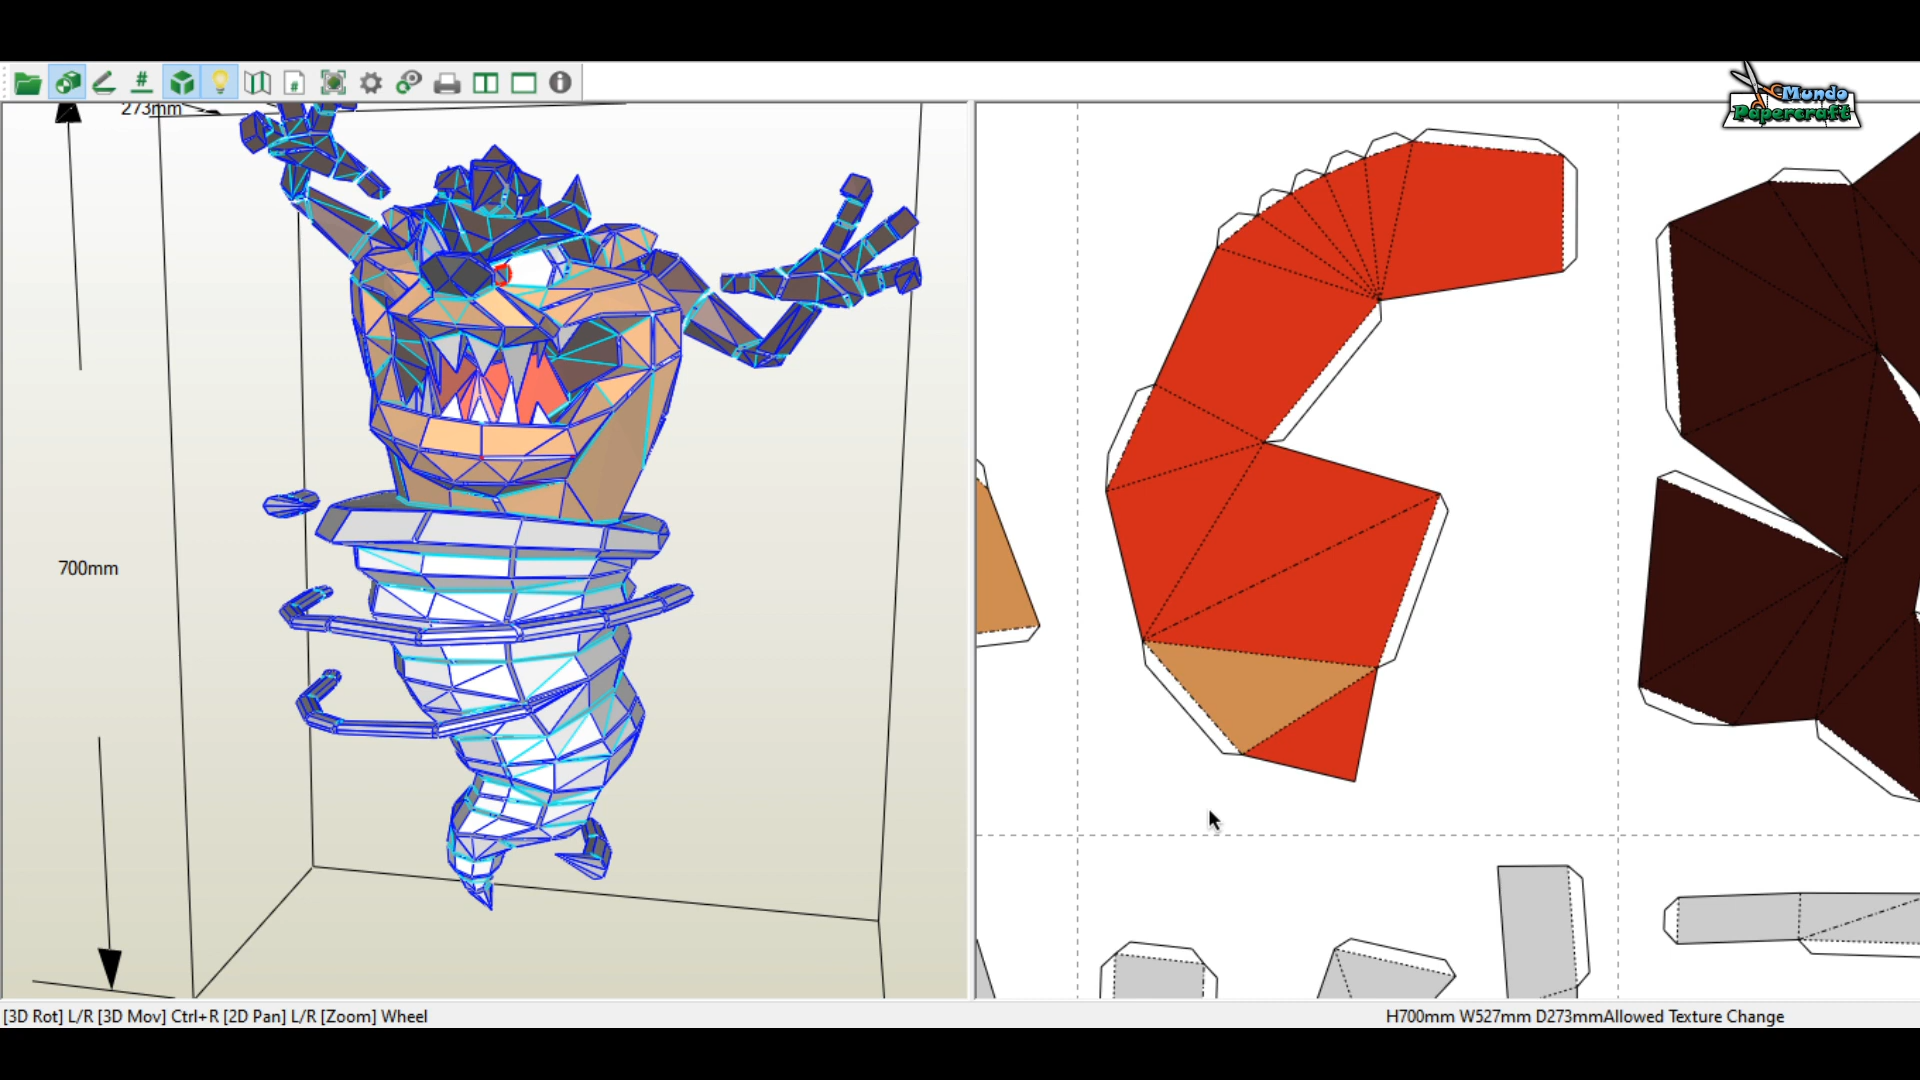 Mundo
Papercraft
273mm
700mm
[3D Rot] L/R [3D Mov] Ctrl+R [2D Pan] L/R [Zoom] Wheel
H700mm W527mm D273mmAllowed Texture Change